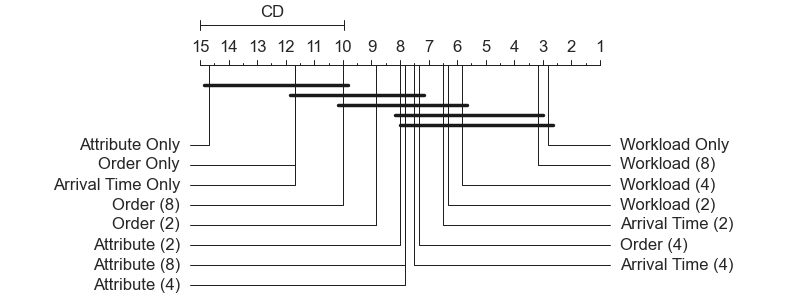 CD
15 14 13 12 11 10 9 8 7 6 5 4 3 2 1
Attribute Only
Order Only
Arrival Time Only
Order (8)
Order (2)
Attribute (2)
Attribute (8)
Attribute (4)
Workload Only
Workload (8)
Workload (4)
Workload (2)
Arrival Time (2)
Order (4)
Arrival Time (4)